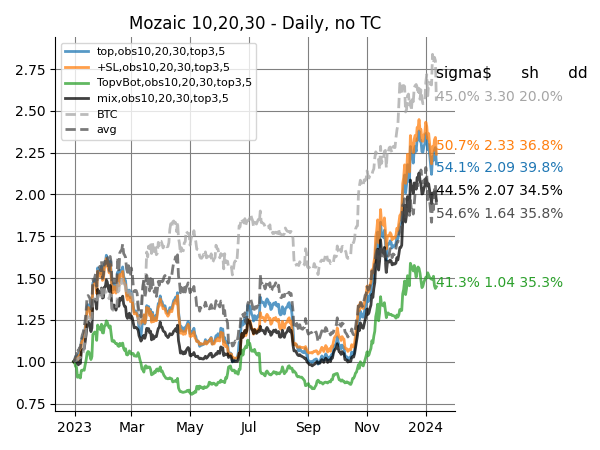 Mozaic 10,20,30 - Daily, no TC
top,obs10,20,30,top3,5
+SL,obs10,20,30,top3,5
TopvBot,obs10,20,30,top3,5
mix,obs10,20,30,top3,5
BTC
avg
sigma$ sh dd
45.0% 3.30 20.0%
50.7% 2.33 36.8%
54.1% 2.09 39.8%
44.5% 2.07 34.5%
54.6% 1.64 35.8%
41.3% 1.04 35.3%
2.75
2.50
2.25
2.00
1.75
1.50
1.25
1.00
0.75
2023 Mar May Jul Sep Nov 2024